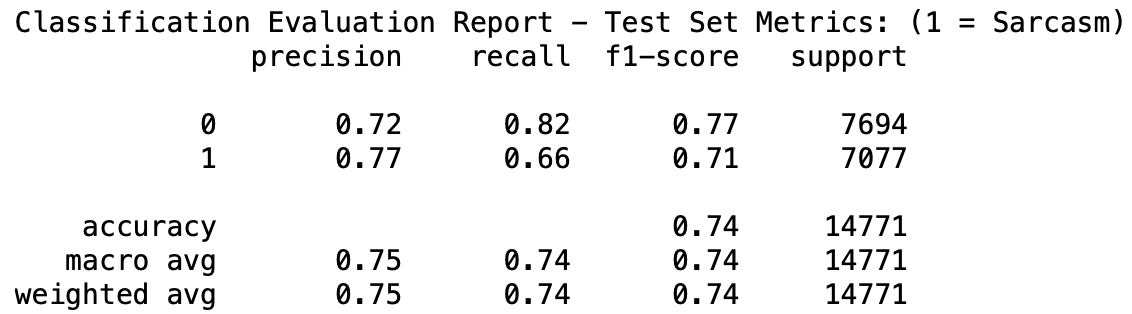 Classification Evaluation Report - Test Set Metrics: (1 = Sarcasm)
precision recall f1-score support
0 0.72 0.82 0.77 7694
1 0.77 0.66 0.71 7077
accuracy 0.74 14771
macro avg 0.75 0.74 0.74 14771
weighted avg 0.75 0.74 0.74 14771